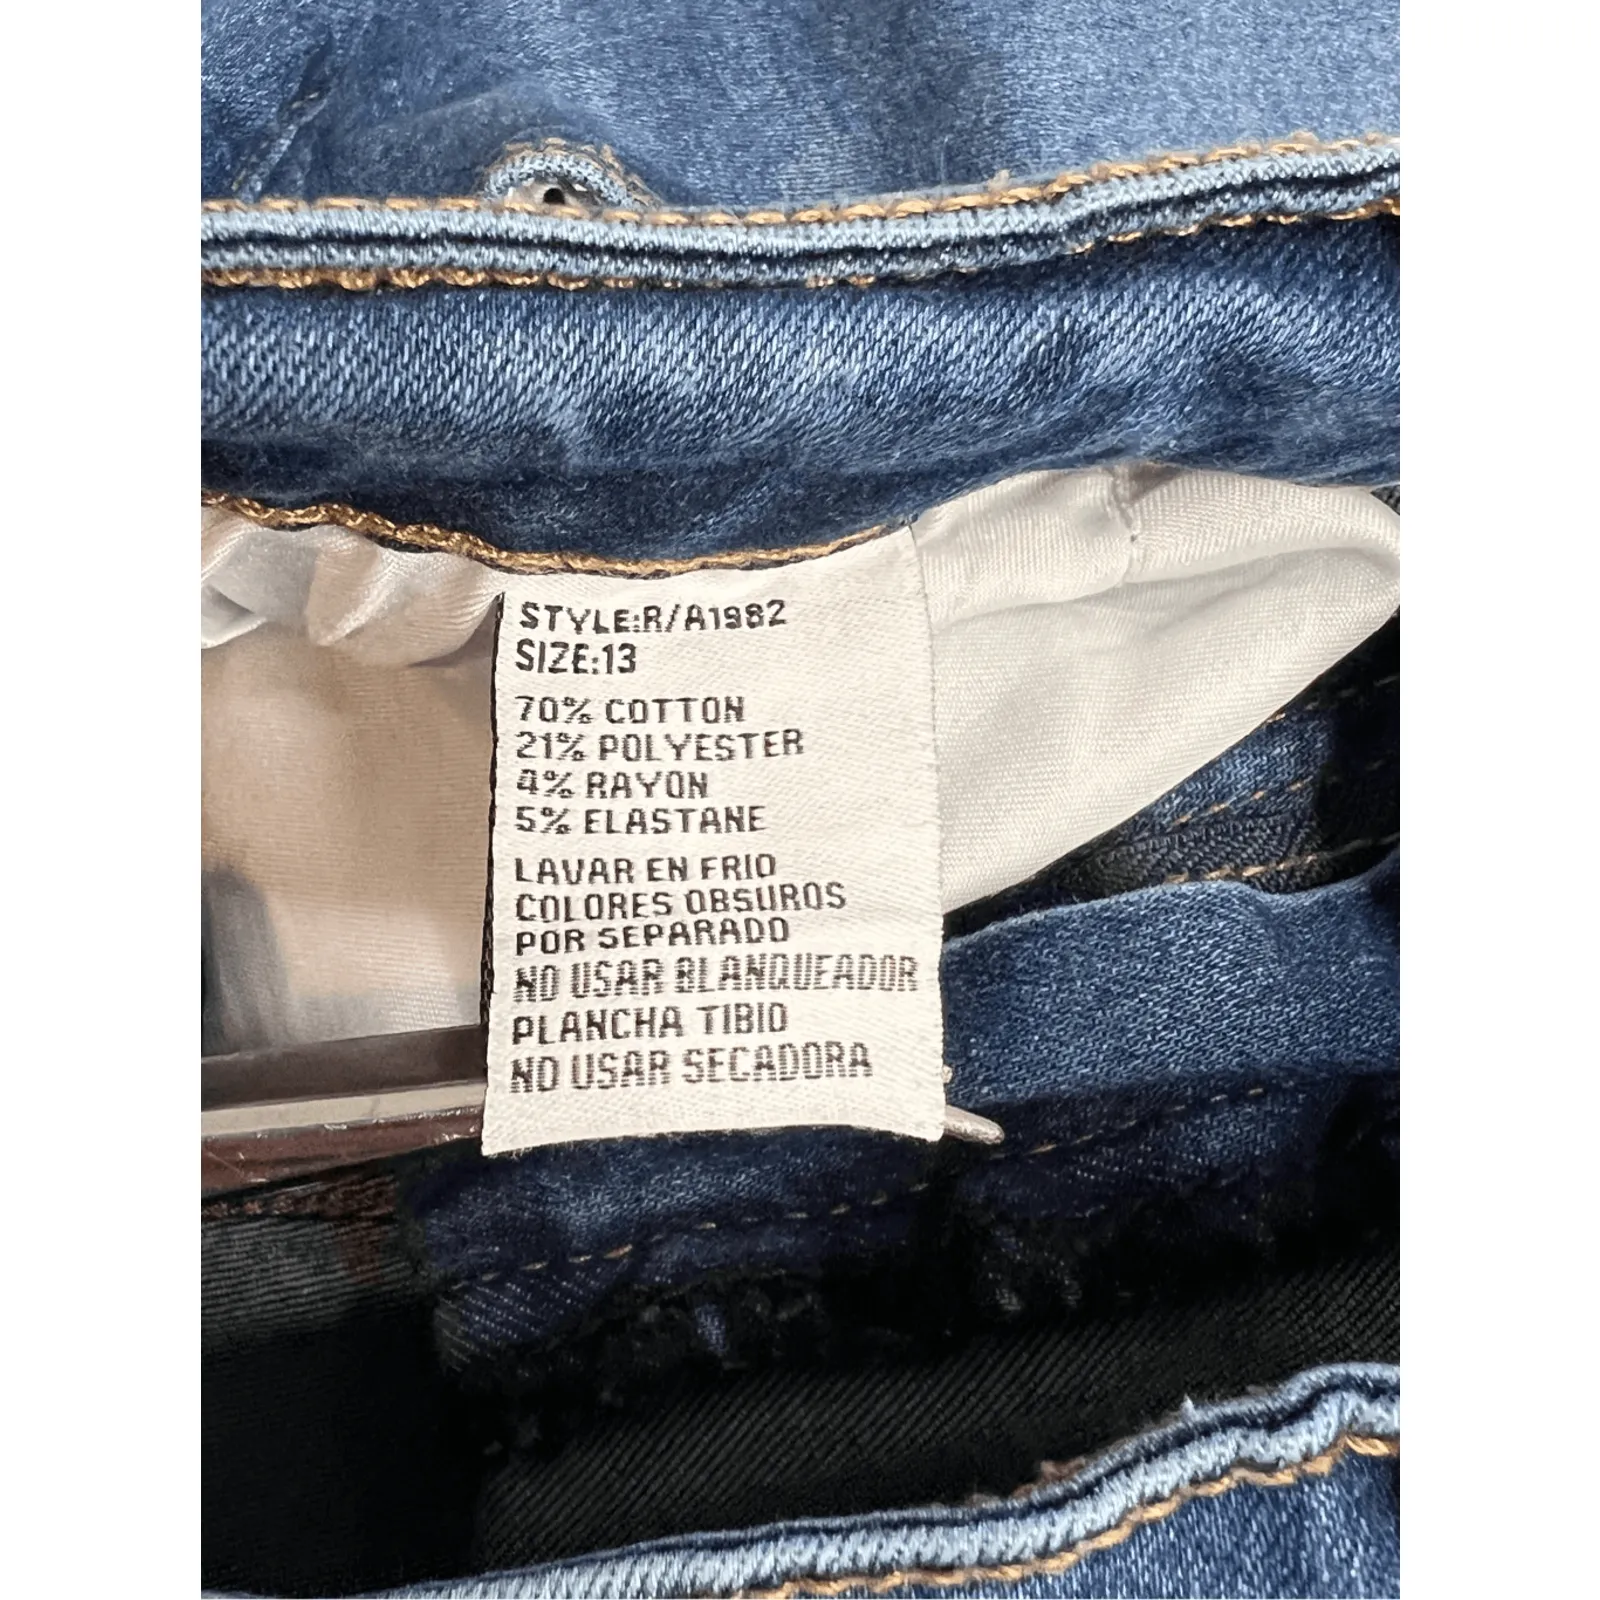 STYLE:R/A1982
SIZE:13
70% COTTON
21% POLYESTER
4% RAYON
5% ELASTANE
LAVAR EN FRIO
COLORES OBSUROS
POR SEPARADO
NO USAR BLANQUEADOR
PLANCHA TIBIO
NO USAR SECADORA